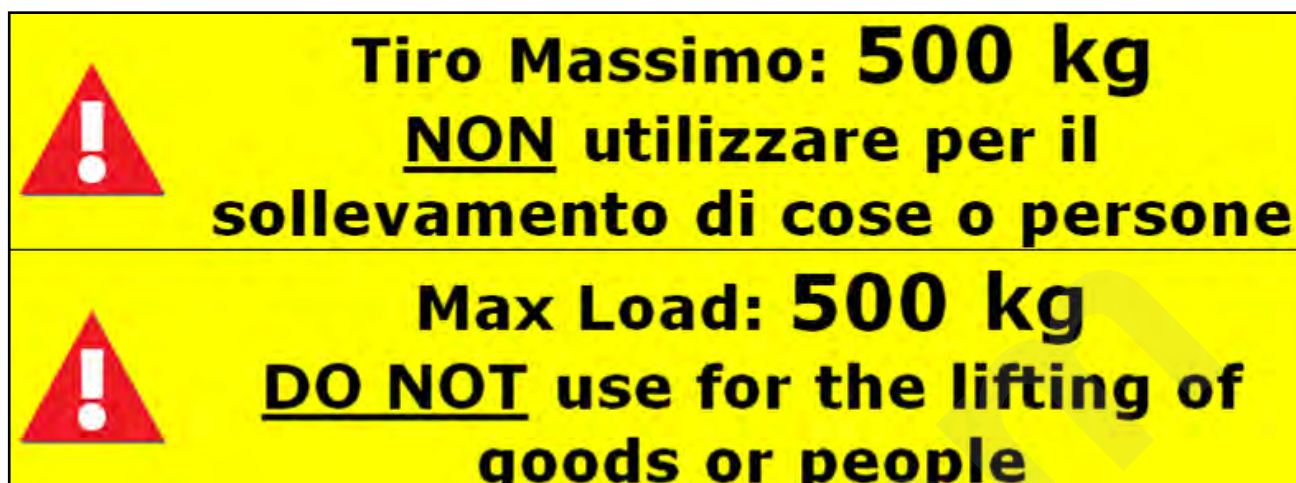 Tiro Massimo: 500 kg
NON utilizzare per il
sollevamento di cose o persone
Max Load: 500 kg
DO NOT use for the lifting of
goods or people